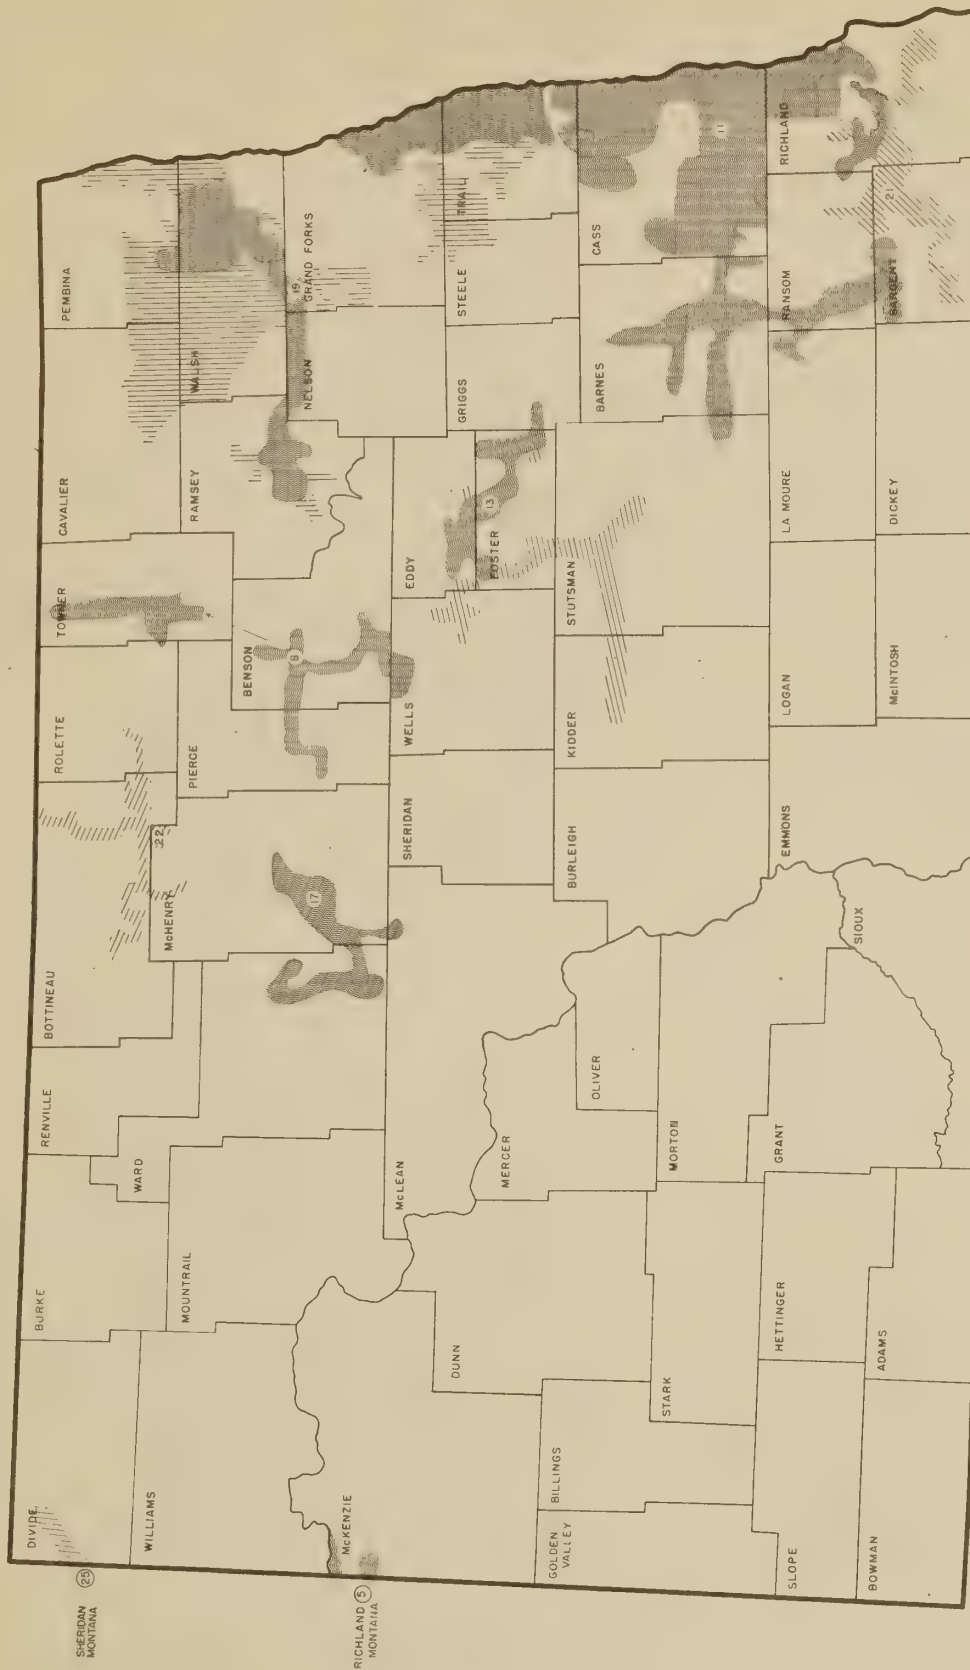 DIVIDE
BURKE
RENVILLE
BOTTINEAU
ROLETTE
TOWNER
CAVALIER
PEMBINA
SHERIDAN
MONTANA
25
WILLIAMS
MOUNTRAIL
WARD
McHENRY
22
PIERCE
BENSON
8
RAMSEY
WALSH
NELSON
19
GRAND FORKS
RICHLAND
MONTANA
5
McKENZIE
17
McLEAN
SHERIDAN
WELLS
EDDY
FOSTER
13
GRIGGS
STEELE
TRAIL
DUNN
MERCER
OLIVER
BURLEIGH
KIDDER
STUTSMAN
BARNES
CASS
11
GOLDEN
VALLEY
BILLINGS
STARK
MORTON
SLOPE
HETTINGER
GRANT
SIOUX
EMMONS
LOGAN
LA MOURE
RANSOM
RICHLAND
BOWMAN
ADAMS
McINTOSH
DICKEY
SARGENT
21